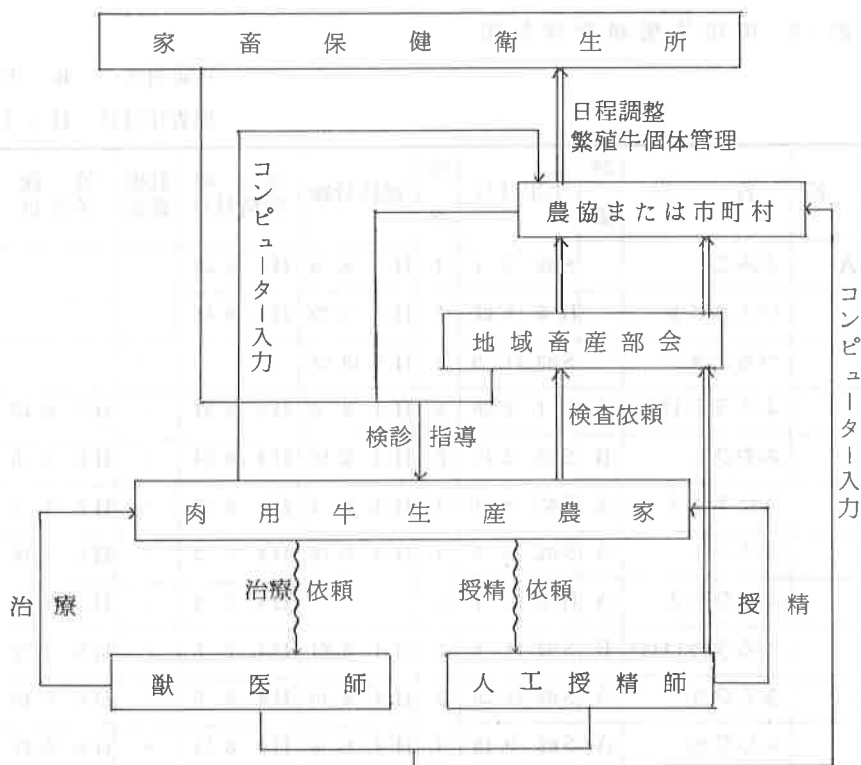 家畜保健衛生所
日程調整
繁殖牛個体管理
コンピューター入力
農協または市町村
地域畜産部会
コンピューター入力
検診 指導
検査依頼
肉用牛生産農家
治療 依頼
授精 依頼
治療
授精
獣医師
人工授精師